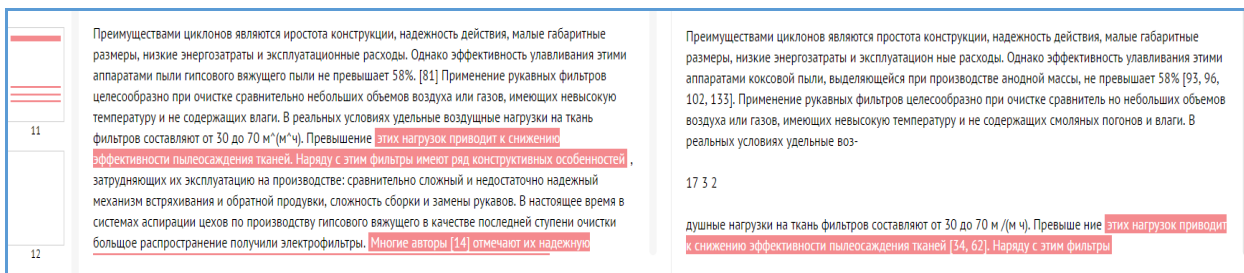 11
12
Преимуществами циклонов являются иростота конструкции, надежность действия, малые габаритные
размеры, низкие энергозатраты и эксплуатационные расходы. Однако эффективность улавливания этими
аппаратами пыли гипсового вяжущего пыли не превышает 58%. [81] Применение рукавных фильтров
целесообразно при очистке сравнительно небольших объемов воздуха или газов, имеющих невысокую
температуру и не содержащих влаги. В реальных условиях удельные воздущные нагрузки на ткань
фильтров составляют от 30 до 70 м^(м^ч). Превышение этих нагрузок приводит к снижению
эффективности пылеосаждения тканей. Наряду с этим фильтры имеют ряд конструктивных особенностей ,
затрудняющих их эксплуатацию на производстве: сравнительно сложный и недостаточно надежный
механизм встряхивания и обратной продувки, сложность сборки и замены рукавов. В настоящее время в
системах аспирации цехов по производству гипсового вяжущего в качестве последней ступени очистки
больщое распространение получили электрофильтры. Многие авторы [14] отмечают их надежную
Преимуществами циклонов являются простота конструкции, надежность действия, малые габаритные
размеры, низкие энергозатраты и эксплуатацион ные расходы. Однако эффективность улавливания этими
аппаратами коксовой пыли, выделяющейся при производстве анодной массы, не превышает 58% [93, 96,
102, 133]. Применение рукавных фильтров целесообразно при очистке сравнитель но небольших объемов
воздуха или газов, имеющих невысокую температуру и не содержащих смоляных погонов и влаги. В
реальных условиях удельные воз-
17 3 2
душные нагрузки на ткань фильтров составляют от 30 до 70 м /(м ч). Превыше ние этих нагрузок приводит
к снижению эффективности пылеосаждения тканей [34, 62]. Наряду с этим фильтры